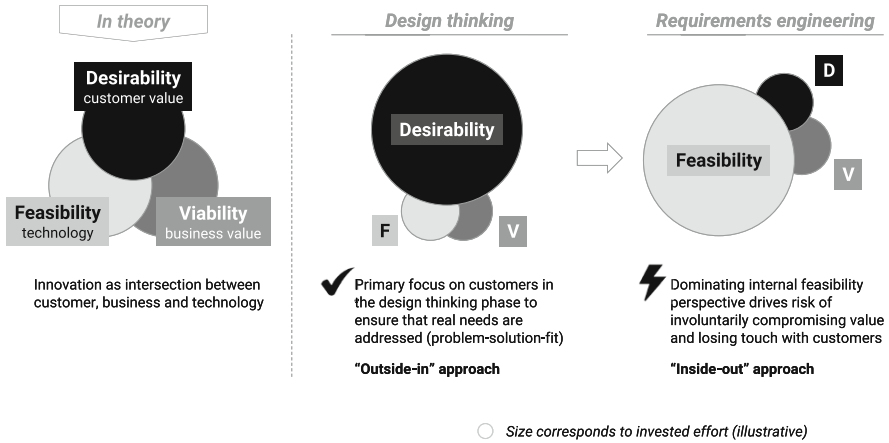 In theory
Desirability
customer value
Feasibility
technology
Viability
business value
Innovation as intersection between
customer, business and technology
Design thinking
Desirability
F
V
Primary focus on customers in
the design thinking phase to
ensure that real needs are
addressed (problem-solution-fit)
“Outside-in” approach
Requirements engineering
D
Feasibility
V
Dominating internal feasibility
perspective drives risk of
involuntarily compromising value
and losing touch with customers
“Inside-out” approach
Size corresponds to invested effort (illustrative)